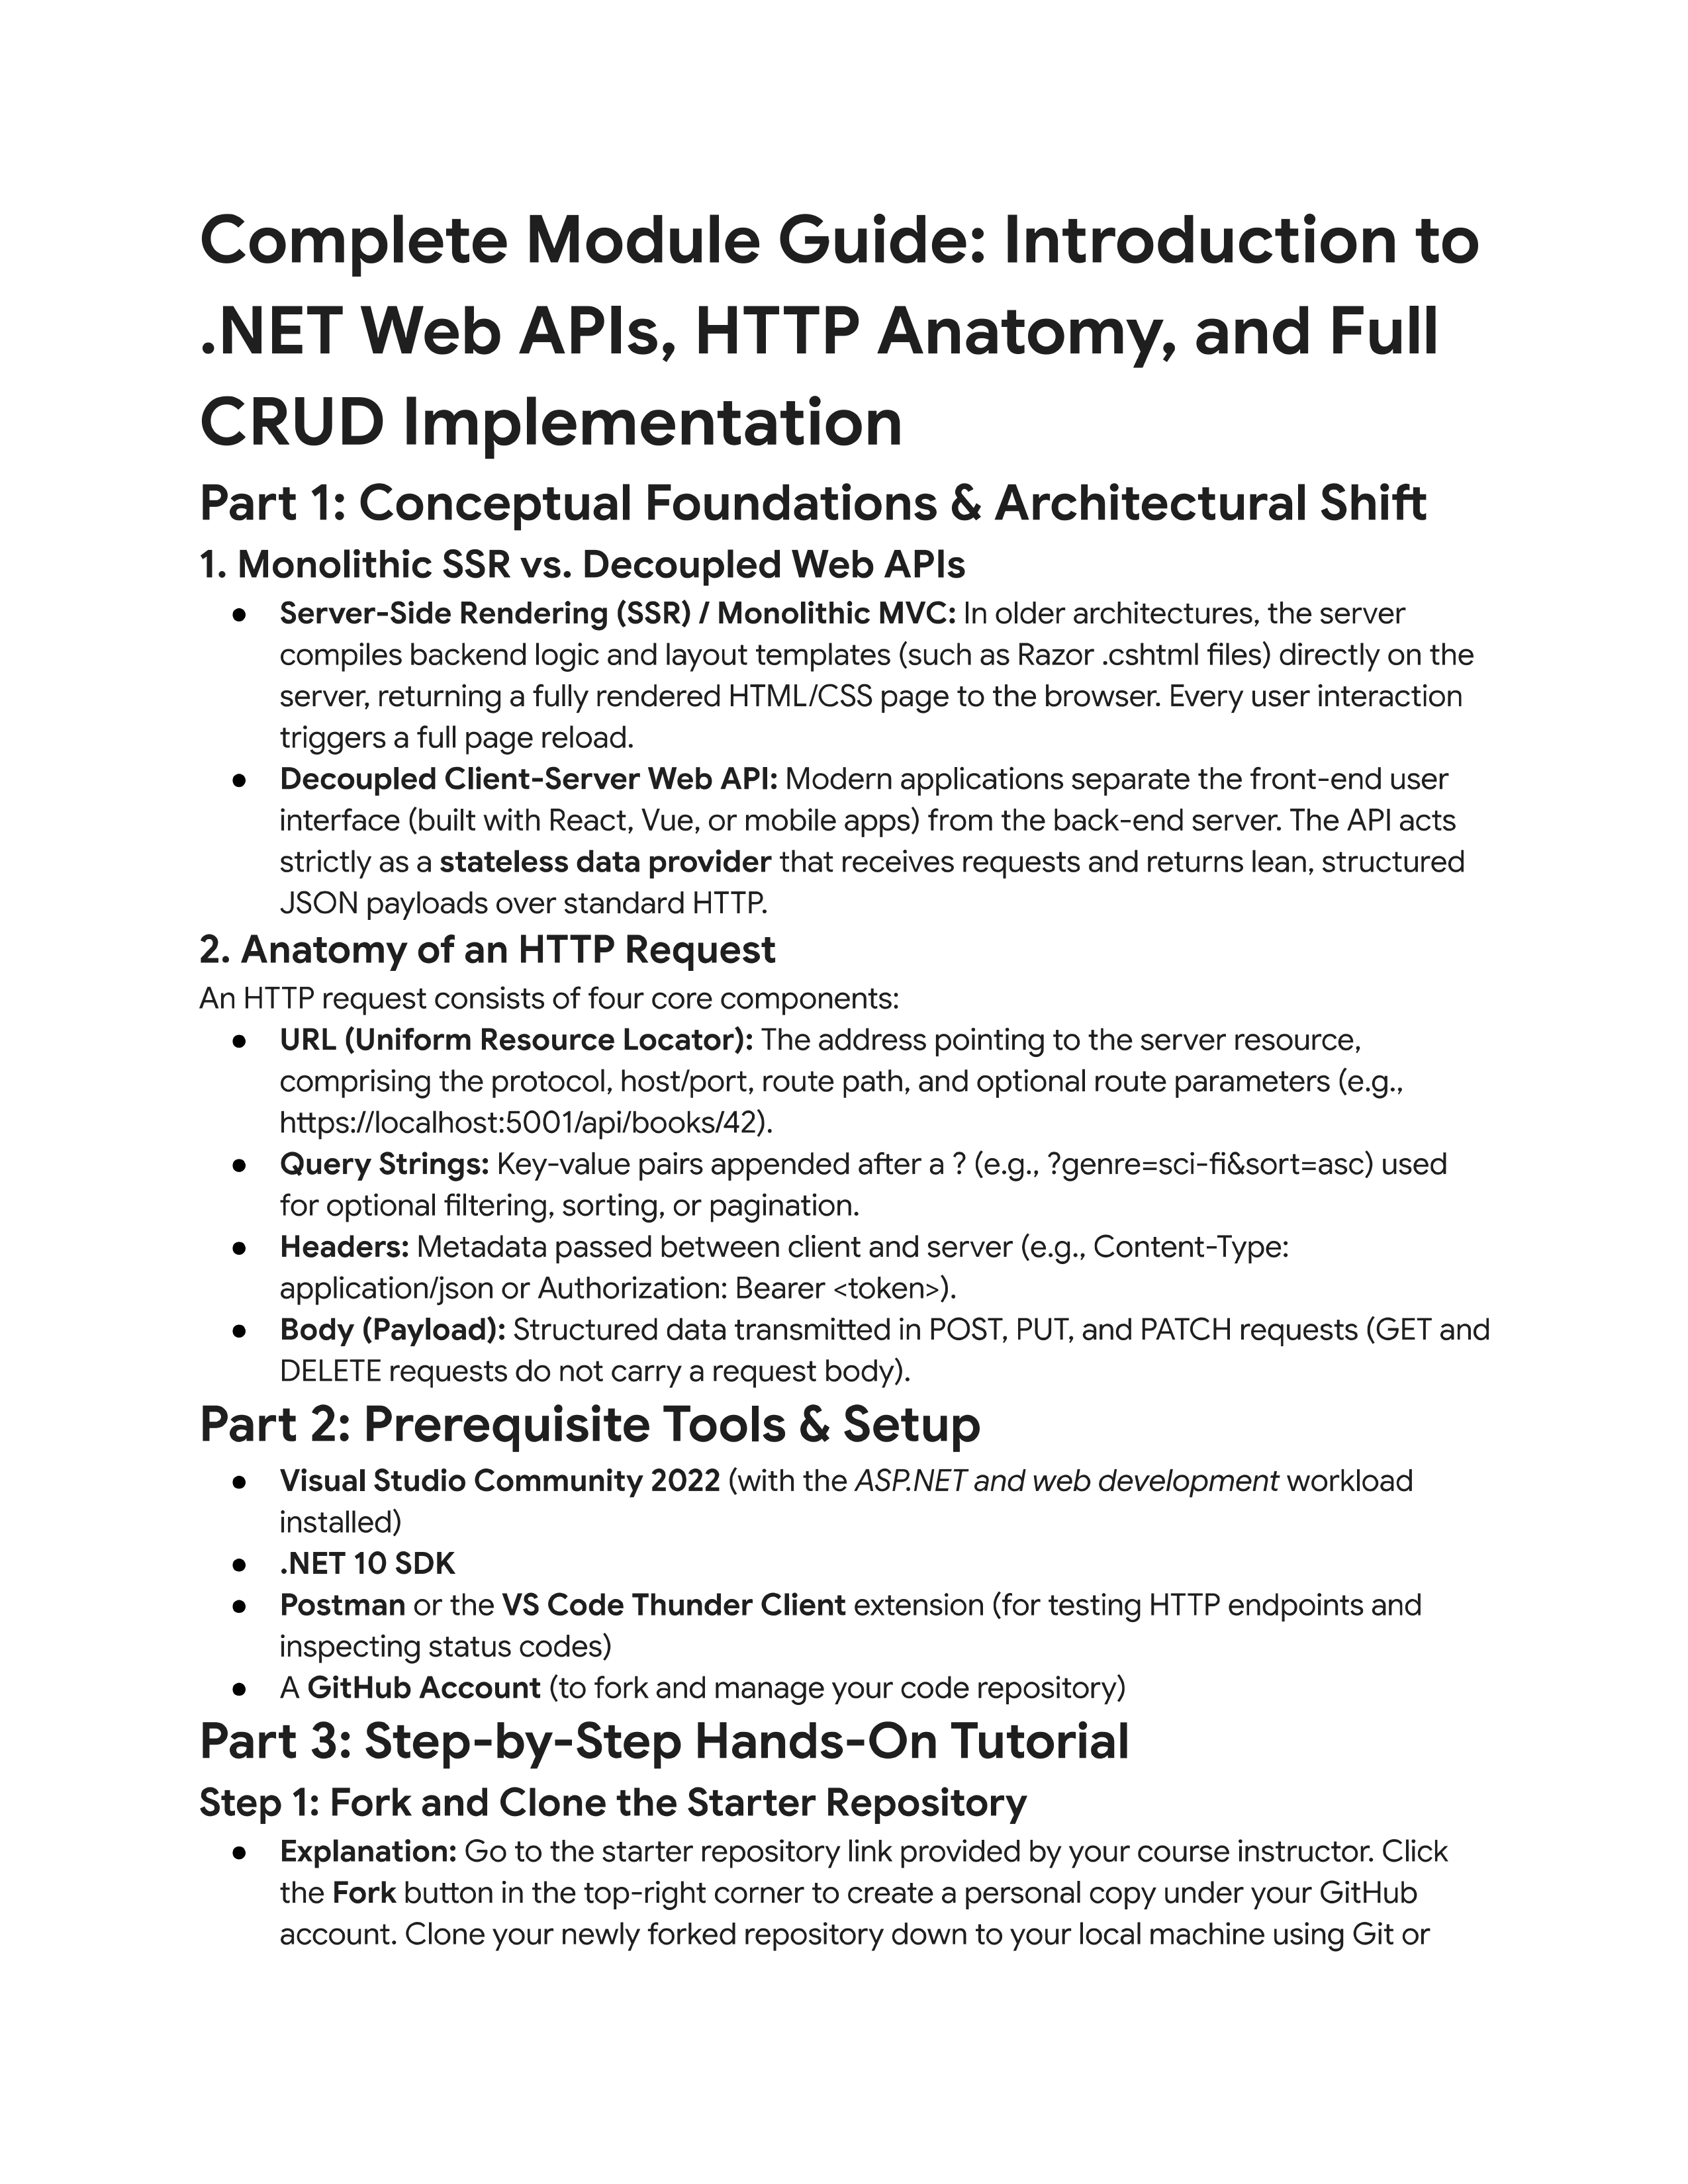 Complete Module Guide: Introduction to
.NET Web APIs, HTTP Anatomy, and Full
CRUD Implementation
Part 1: Conceptual Foundations & Architectural Shift
1. Monolithic SSR vs. Decoupled Web APIs
● Server-Side Rendering (SSR) / Monolithic MVC: In older architectures, the server
compiles backend logic and layout templates (such as Razor .cshtml files) directly on the
server, returning a fully rendered HTML/CSS page to the browser. Every user interaction
triggers a full page reload.
● Decoupled Client-Server Web API: Modern applications separate the front-end user
interface (built with React, Vue, or mobile apps) from the back-end server. The API acts
strictly as a stateless data provider that receives requests and returns lean, structured
JSON payloads over standard HTTP.
2. Anatomy of an HTTP Request
An HTTP request consists of four core components:
● URL (Uniform Resource Locator): The address pointing to the server resource,
comprising the protocol, host/port, route path, and optional route parameters (e.g.,
https://localhost:5001/api/books/42).
● Query Strings: Key-value pairs appended after a ? (e.g., ?genre=sci-fi&sort=asc) used
for optional filtering, sorting, or pagination.
● Headers: Metadata passed between client and server (e.g., Content-Type:
application/json or Authorization: Bearer <token>).
● Body (Payload): Structured data transmitted in POST, PUT, and PATCH requests (GET and
DELETE requests do not carry a request body).
Part 2: Prerequisite Tools & Setup
● Visual Studio Community 2022 (with the ASP.NET and web development workload
installed)
● .NET 10 SDK
● Postman or the VS Code Thunder Client extension (for testing HTTP endpoints and
inspecting status codes)
● A GitHub Account (to fork and manage your code repository)
Part 3: Step-by-Step Hands-On Tutorial
Step 1: Fork and Clone the Starter Repository
● Explanation: Go to the starter repository link provided by your course instructor. Click
the Fork button in the top-right corner to create a personal copy under your GitHub
account. Clone your newly forked repository down to your local machine using Git or